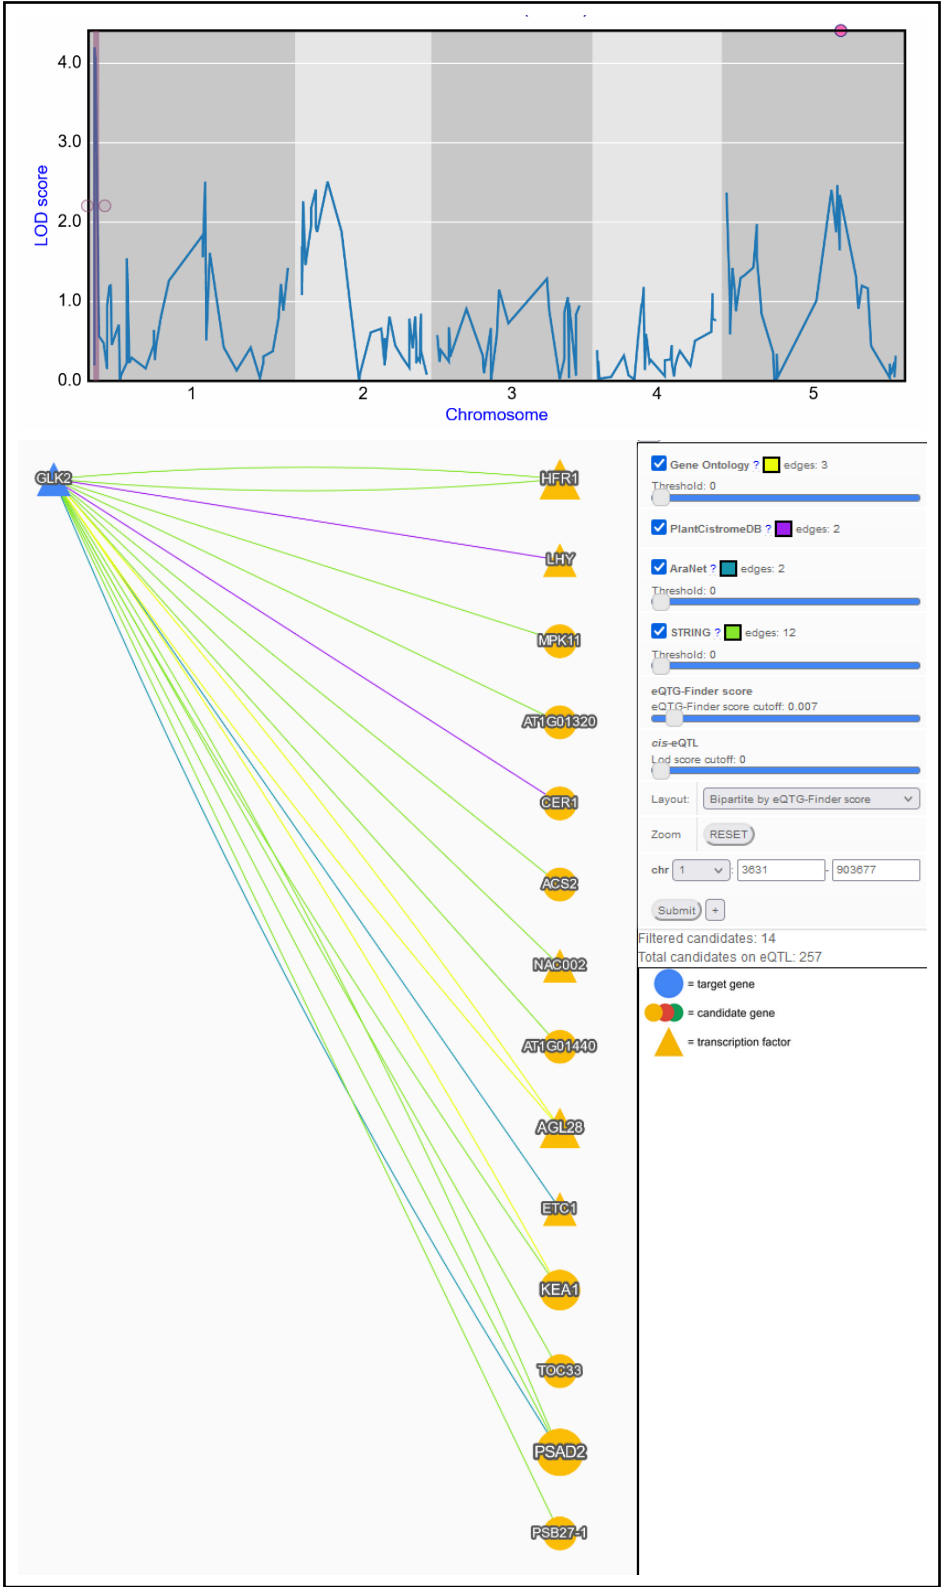 4.0
3.0
2.0
1.0
0.0
LOD score
1 2 3 4 5
Chromosome
GLK2
HFR1
LHY
MPK11
AT1G01320
CER1
ACS2
NAC002
AT1G01440
AGL28
ETC1
KEA1
TOC33
PSAD2
PSB27-1
Gene Ontology ? edges: 3
Threshold: 0
PlantCistromeDB ? edges: 2
AraNet ? edges: 2
Threshold: 0
STRING ? edges: 12
Threshold: 0
eQTG-Finder score
eQTG-Finder score cutoff: 0.007
cis-eQTL
Lod score cutoff: 0
Layout: Bipartite by eQTG-Finder score
Zoom RESET
chr 1 : 3631 - 903677
Submit +
Filtered candidates: 14
Total candidates on eQTL: 257
= target gene
= candidate gene
= transcription factor